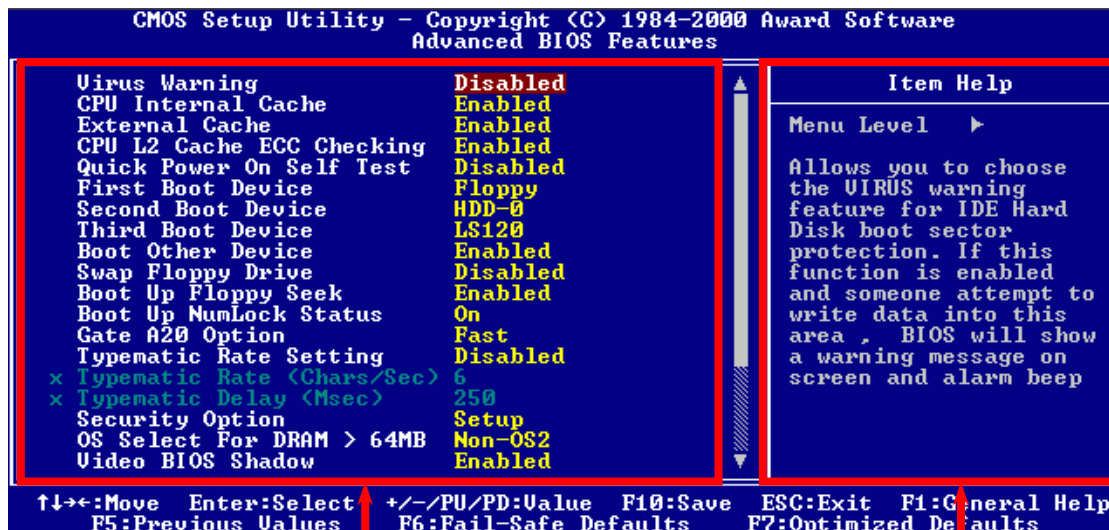 CMOS Setup Utility – Copyright (C) 1984–2000 Award Software
Advanced BIOS Features
Virus Warning Disabled
CPU Internal Cache Enabled
External Cache Enabled
CPU L2 Cache ECC Checking Enabled
Quick Power On Self Test Disabled
First Boot Device Floppy
Second Boot Device HDD-0
Third Boot Device LS120
Boot Other Device Enabled
Swap Floppy Drive Disabled
Boot Up Floppy Seek Enabled
Boot Up NumLock Status On
Gate A20 Option Fast
Typematic Rate Setting Disabled
x Typematic Rate (Chars/Sec) 6
x Typematic Delay (Msec) 250
Security Option Setup
OS Select For DRAM > 64MB Non-OS2
Video BIOS Shadow Enabled
Item Help
Menu Level ►
Allows you to choose
the VIRUS warning
feature for IDE Hard
Disk boot sector
protection. If this
function is enabled
and someone attempt to
write data into this
area , BIOS will show
a warning message on
screen and alarm beep
↑↓→←:Move Enter:Select +/-/PU/PD:Value F10:Save ESC:Exit F1:General Help
F5:Previous Values F6:Fail-Safe Defaults F7:Optimized Defaults